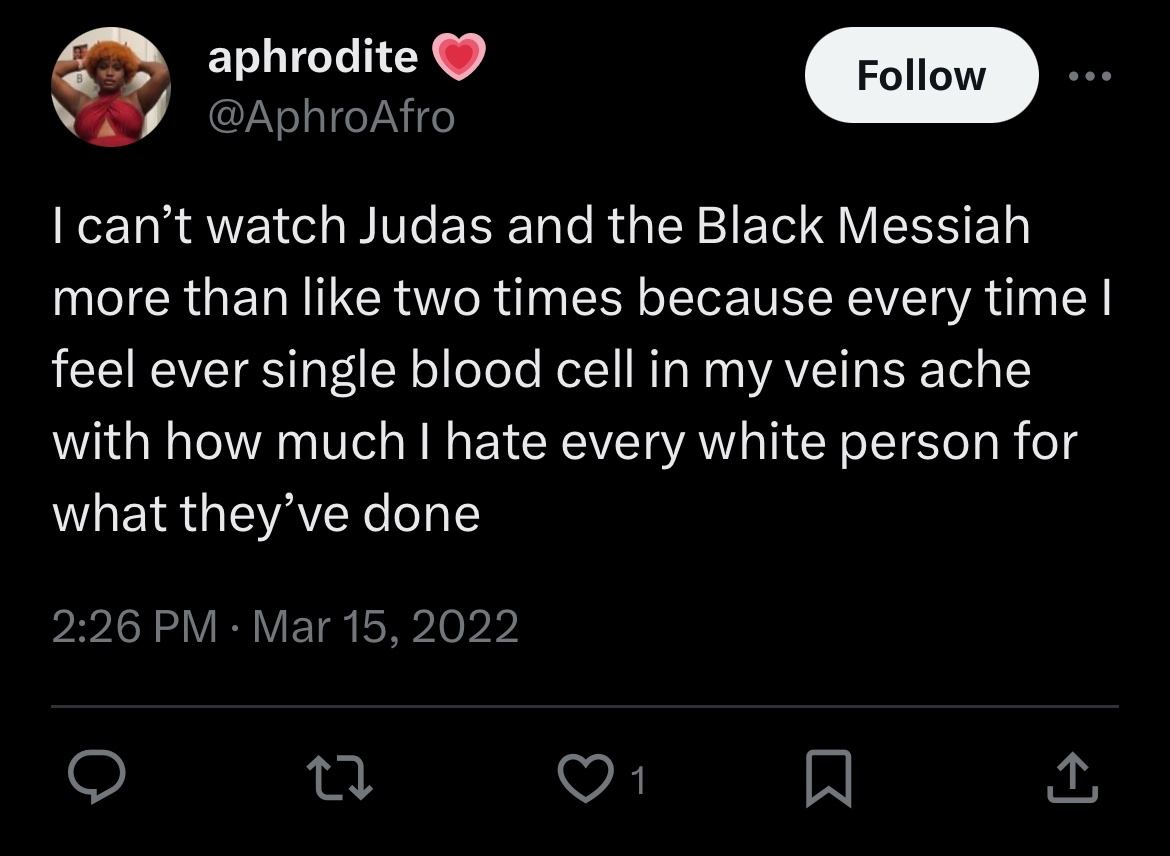 aphrodite
@AphroAfro
Follow
I can’t watch Judas and the Black Messiah
more than like two times because every time I
feel ever single blood cell in my veins ache
with how much I hate every white person for
what they’ve done
2:26 PM · Mar 15, 2022
1